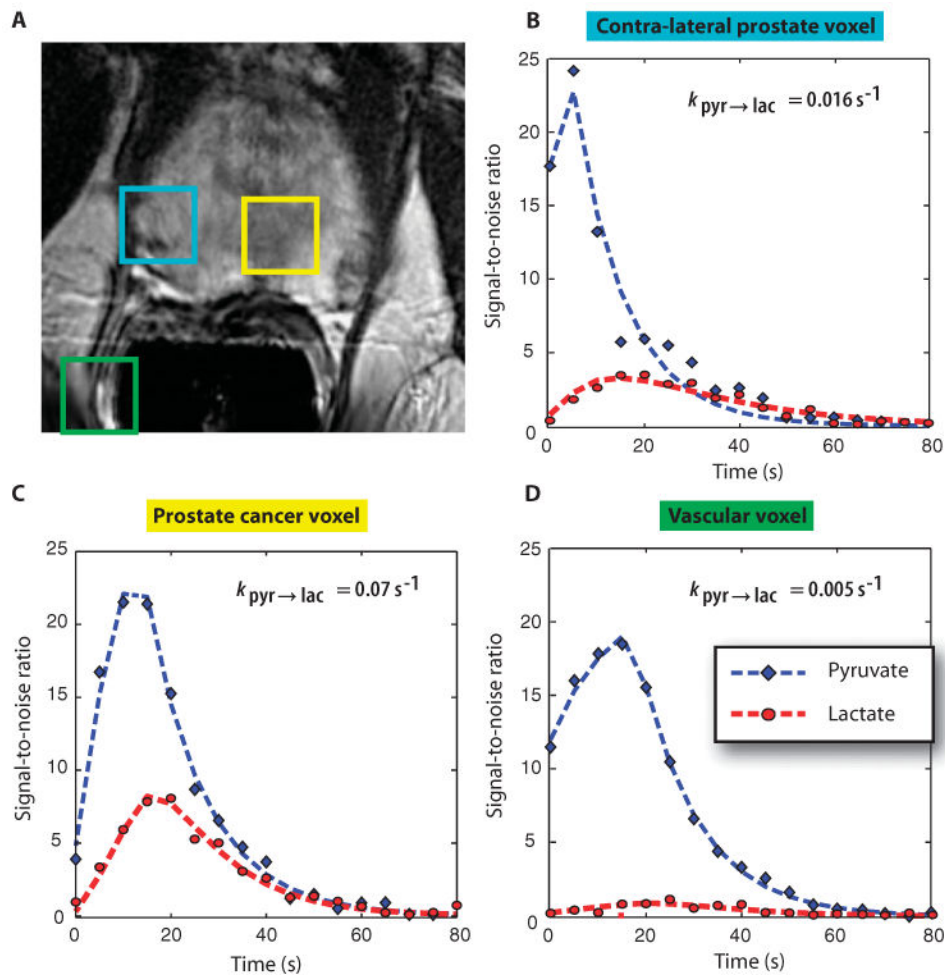 A
B
Contra-lateral prostate voxel
k pyr → lac = 0.016 s-1
Signal-to-noise ratio
25
20
15
10
5
0
0 20 40 60 80
Time (s)
C
Prostate cancer voxel
k pyr → lac = 0.07 s-1
Signal-to-noise ratio
25
20
15
10
5
0
0 20 40 60 80
Time (s)
D
Vascular voxel
k pyr → lac = 0.005 s-1
Signal-to-noise ratio
25
20
15
10
5
0
0 20 40 60 80
Time (s)
Pyruvate
Lactate